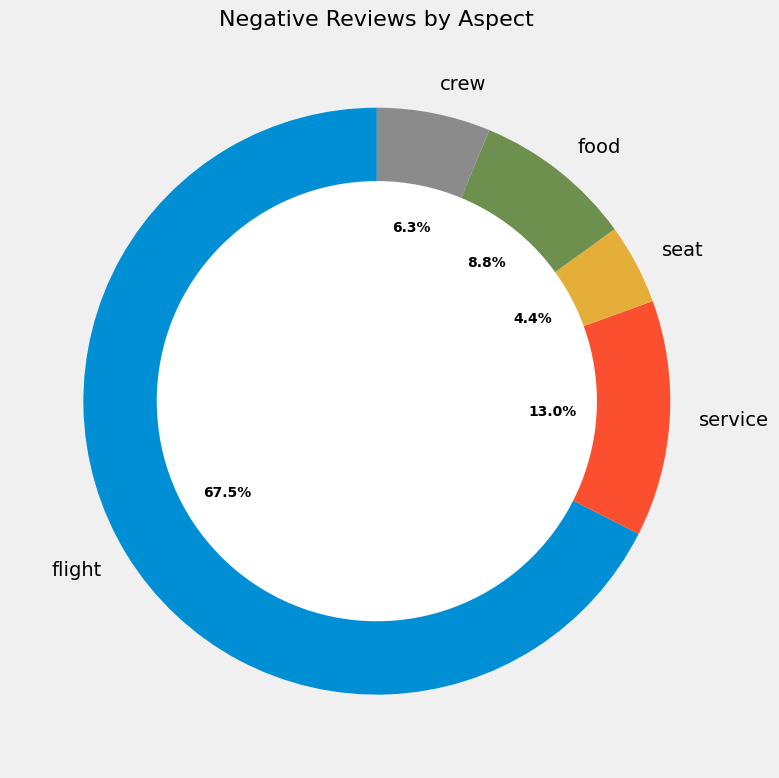 Negative Reviews by Aspect
crew
food
6.3%
seat
8.8%
4.4%
13.0%
service
67.5%
flight